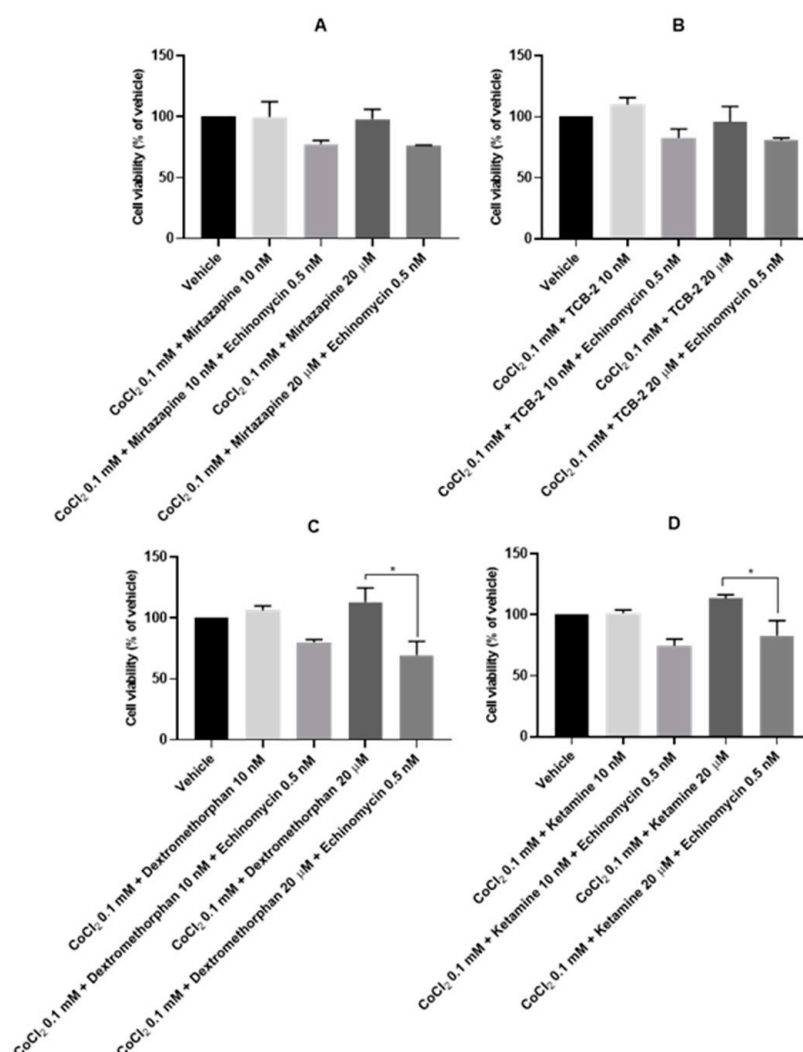 A
Cell viability (% of vehicle)
150
100
50
0
Vehicle
CoCl₂ 0.1 mM + Mirtazapine 10 nM
CoCl₂ 0.1 mM + Mirtazapine 10 nM + Echinomycin 0.5 nM
CoCl₂ 0.1 mM + Mirtazapine 20 μM
CoCl₂ 0.1 mM + Mirtazapine 20 μM + Echinomycin 0.5 nM
B
Cell viability (% of vehicle)
150
100
50
0
Vehicle
CoCl₂ 0.1 mM + TCB-2 10 nM
CoCl₂ 0.1 mM + TCB-2 10 nM + Echinomycin 0.5 nM
CoCl₂ 0.1 mM + TCB-2 20 μM
CoCl₂ 0.1 mM + TCB-2 20 μM + Echinomycin 0.5 nM
C
Cell viability (% of vehicle)
150
100
50
0
*
Vehicle
CoCl₂ 0.1 mM + Dextromethorphan 10 nM
CoCl₂ 0.1 mM + Dextromethorphan 10 nM + Echinomycin 0.5 nM
CoCl₂ 0.1 mM + Dextromethorphan 20 μM
CoCl₂ 0.1 mM + Dextromethorphan 20 μM + Echinomycin 0.5 nM
D
Cell viability (% of vehicle)
150
100
50
0
*
Vehicle
CoCl₂ 0.1 mM + Ketamine 10 nM
CoCl₂ 0.1 mM + Ketamine 10 nM + Echinomycin 0.5 nM
CoCl₂ 0.1 mM + Ketamine 20 μM
CoCl₂ 0.1 mM + Ketamine 20 μM + Echinomycin 0.5 nM